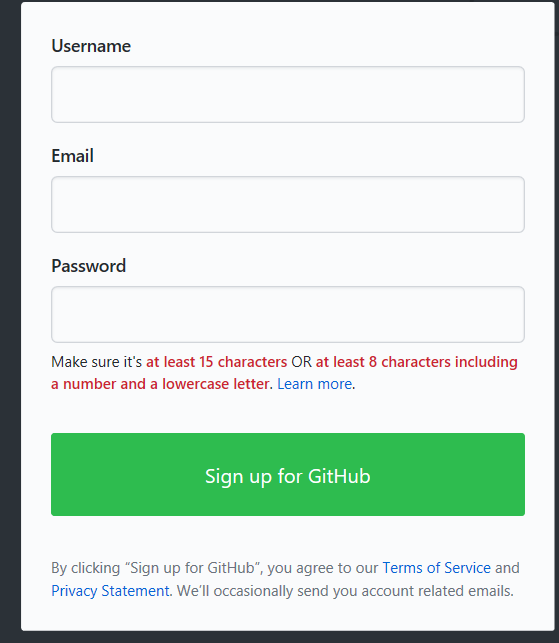 Username
Email
Password
Make sure it's at least 15 characters OR at least 8 characters including
a number and a lowercase letter. Learn more.
Sign up for GitHub
By clicking “Sign up for GitHub”, you agree to our Terms of Service and
Privacy Statement. We’ll occasionally send you account related emails.